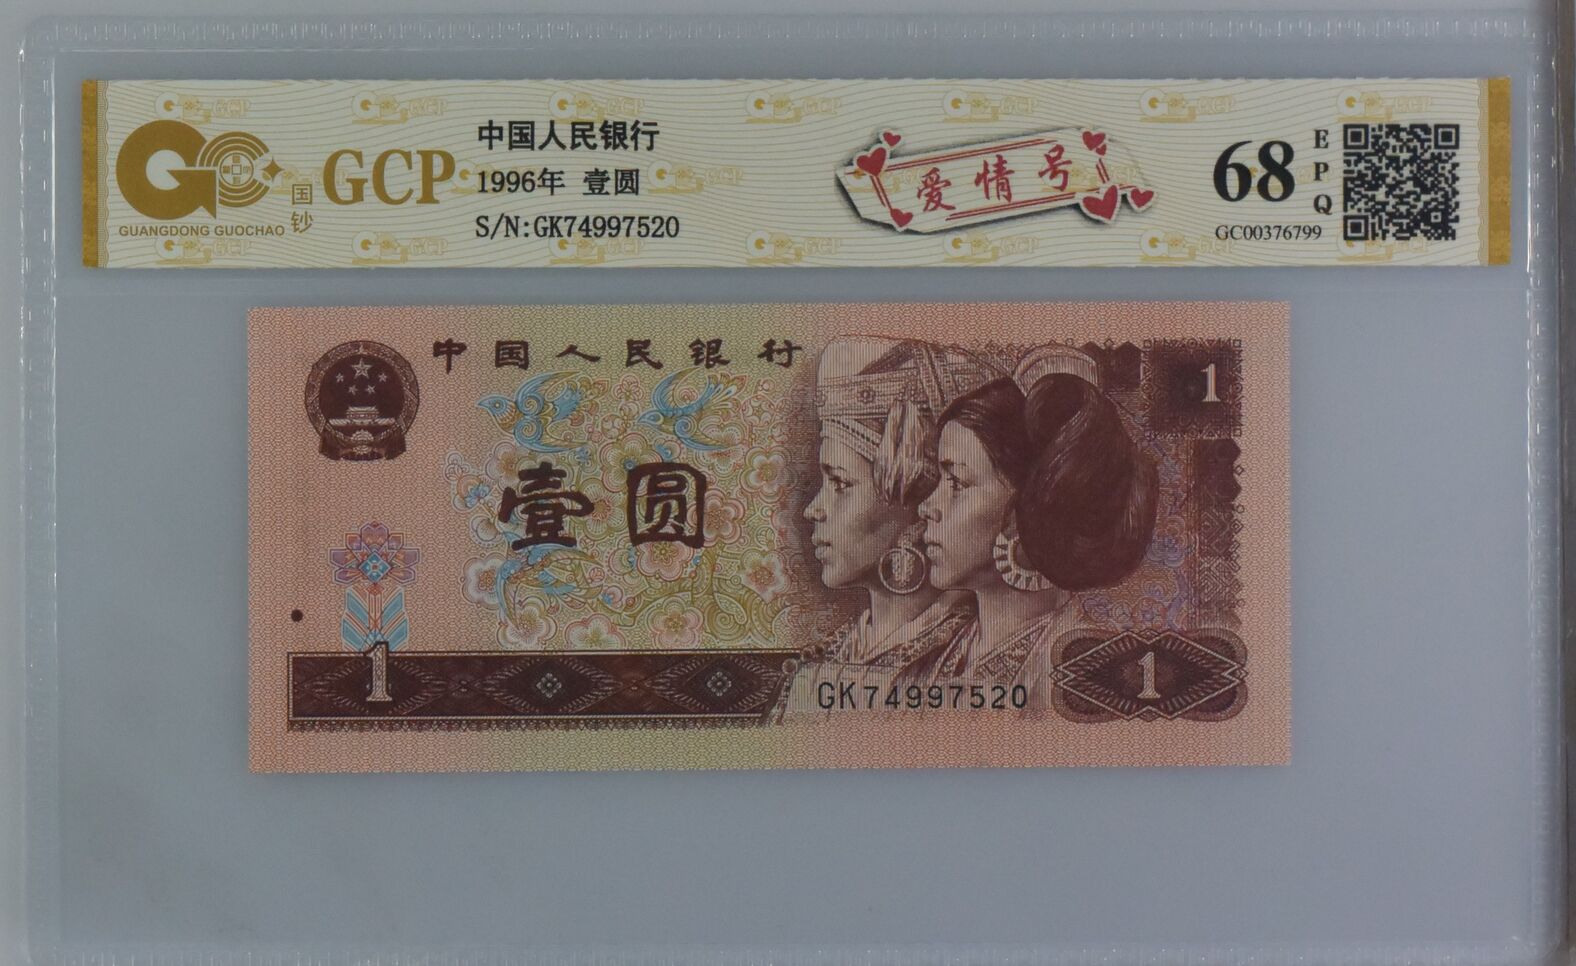 GCP
国钞
GUANGDONG GUOCHAO
中国人民银行
1996年 壹圆
S/N:GK74997520
爱情号
68
EPQ
GC00376799
中国人民银行
1
壹圆
1
GK74997520
1